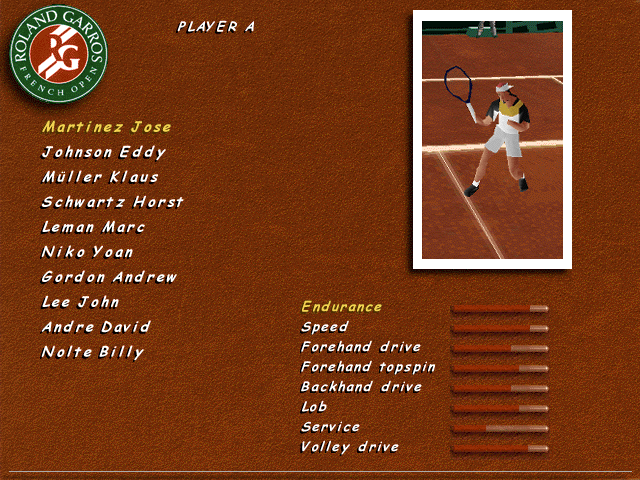 ROLAND GARROS
RG
FRENCH OPEN
PLAYER A
Martinez Jose
Johnson Eddy
Müller Klaus
Schwartz Horst
Leman Marc
Niko Yoan
Gordon Andrew
Lee John
Andre David
Nolte Billy
Endurance
Speed
Forehand drive
Forehand topspin
Backhand drive
Lob
Service
Volley drive